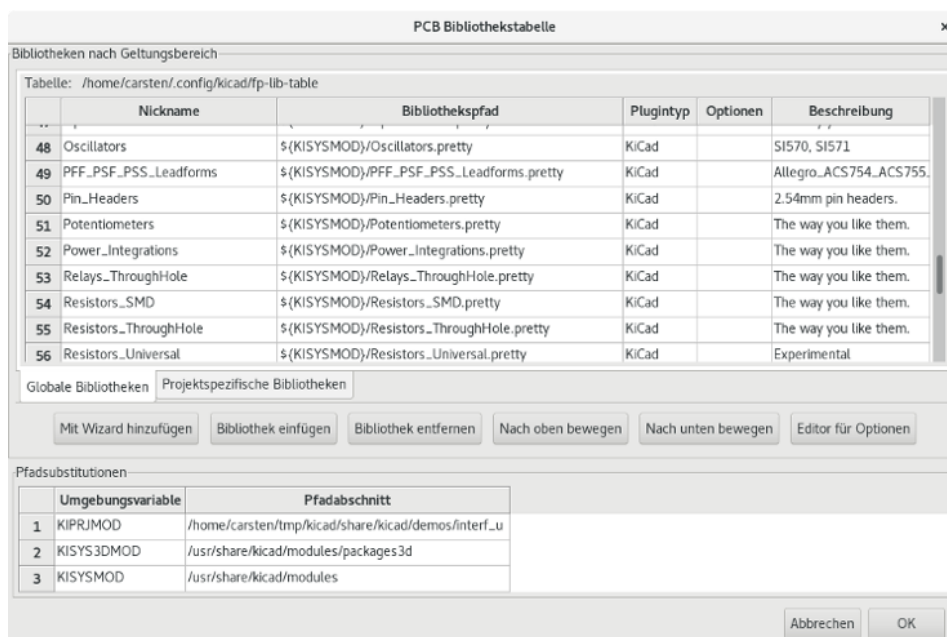 PCB Bibliothekstabelle
Bibliotheken nach Geltungsbereich
Tabelle: /home/carsten/.config/kicad/fp-lib-table
Nickname Bibliothekspfad Plugintyp Optionen Beschreibung
48 Oscillators ${KISYSMOD}/Oscillators.pretty KiCad SI570, SI571
49 PFF_PSF_PSS_Leadforms ${KISYSMOD}/PFF_PSF_PSS_Leadforms.pretty KiCad Allegro_ACS754_ACS755_
50 Pin_Headers ${KISYSMOD}/Pin_Headers.pretty KiCad 2.54mm pin headers.
51 Potentiometers ${KISYSMOD}/Potentiometers.pretty KiCad The way you like them.
52 Power_Integrations ${KISYSMOD}/Power_Integrations.pretty KiCad The way you like them.
53 Relays_ThroughHole ${KISYSMOD}/Relays_ThroughHole.pretty KiCad The way you like them.
54 Resistors_SMD ${KISYSMOD}/Resistors_SMD.pretty KiCad The way you like them.
55 Resistors_ThroughHole ${KISYSMOD}/Resistors_ThroughHole.pretty KiCad The way you like them.
56 Resistors_Universal ${KISYSMOD}/Resistors_Universal.pretty KiCad Experimental
Globale Bibliotheken Projektspezifische Bibliotheken
Mit Wizard hinzufügen Bibliothek einfügen Bibliothek entfernen Nach oben bewegen Nach unten bewegen Editor für Optionen
Pfadsubstitutionen
Umgebungsvariable Pfadabschnitt
1 KIPRJMOD /home/carsten/tmp/kicad/share/kicad/demos/interf_u
2 KISYS3DMOD /usr/share/kicad/modules/packages3d
3 KISYSMOD /usr/share/kicad/modules
Abbrechen OK